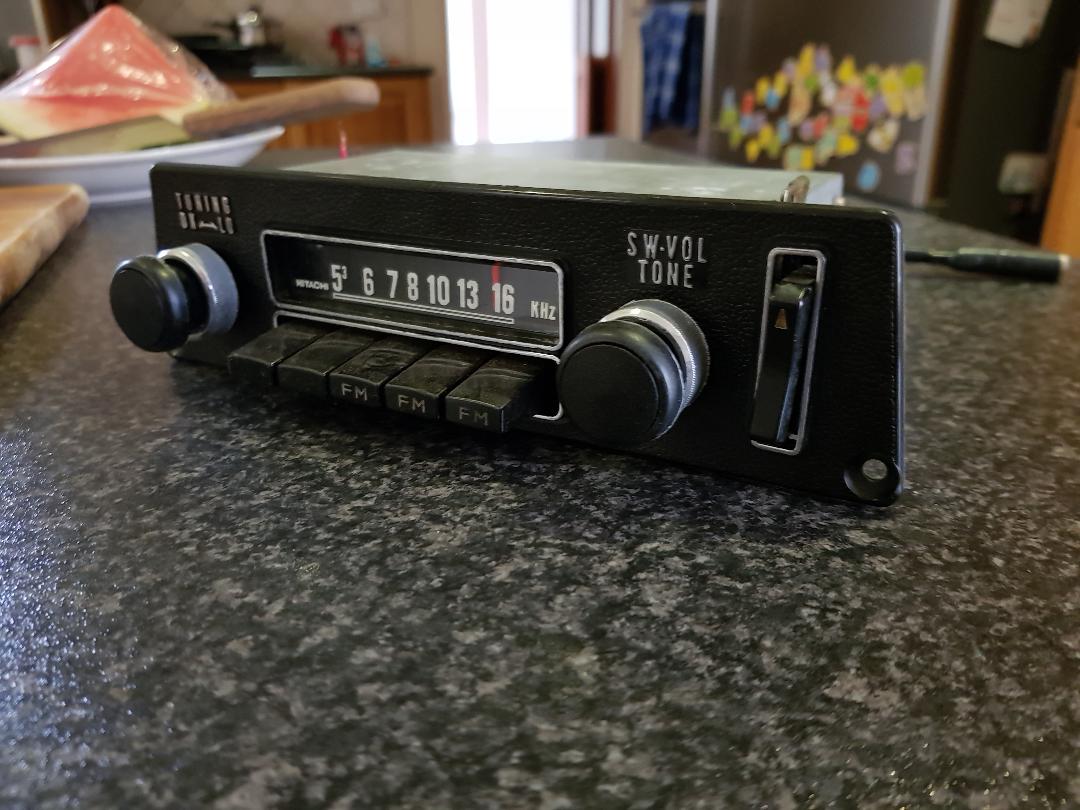 TUNING
DX LO
HITACHI 5³ 6 7 8 10 13 16 KHz
SW·VOL
TONE
FM FM FM